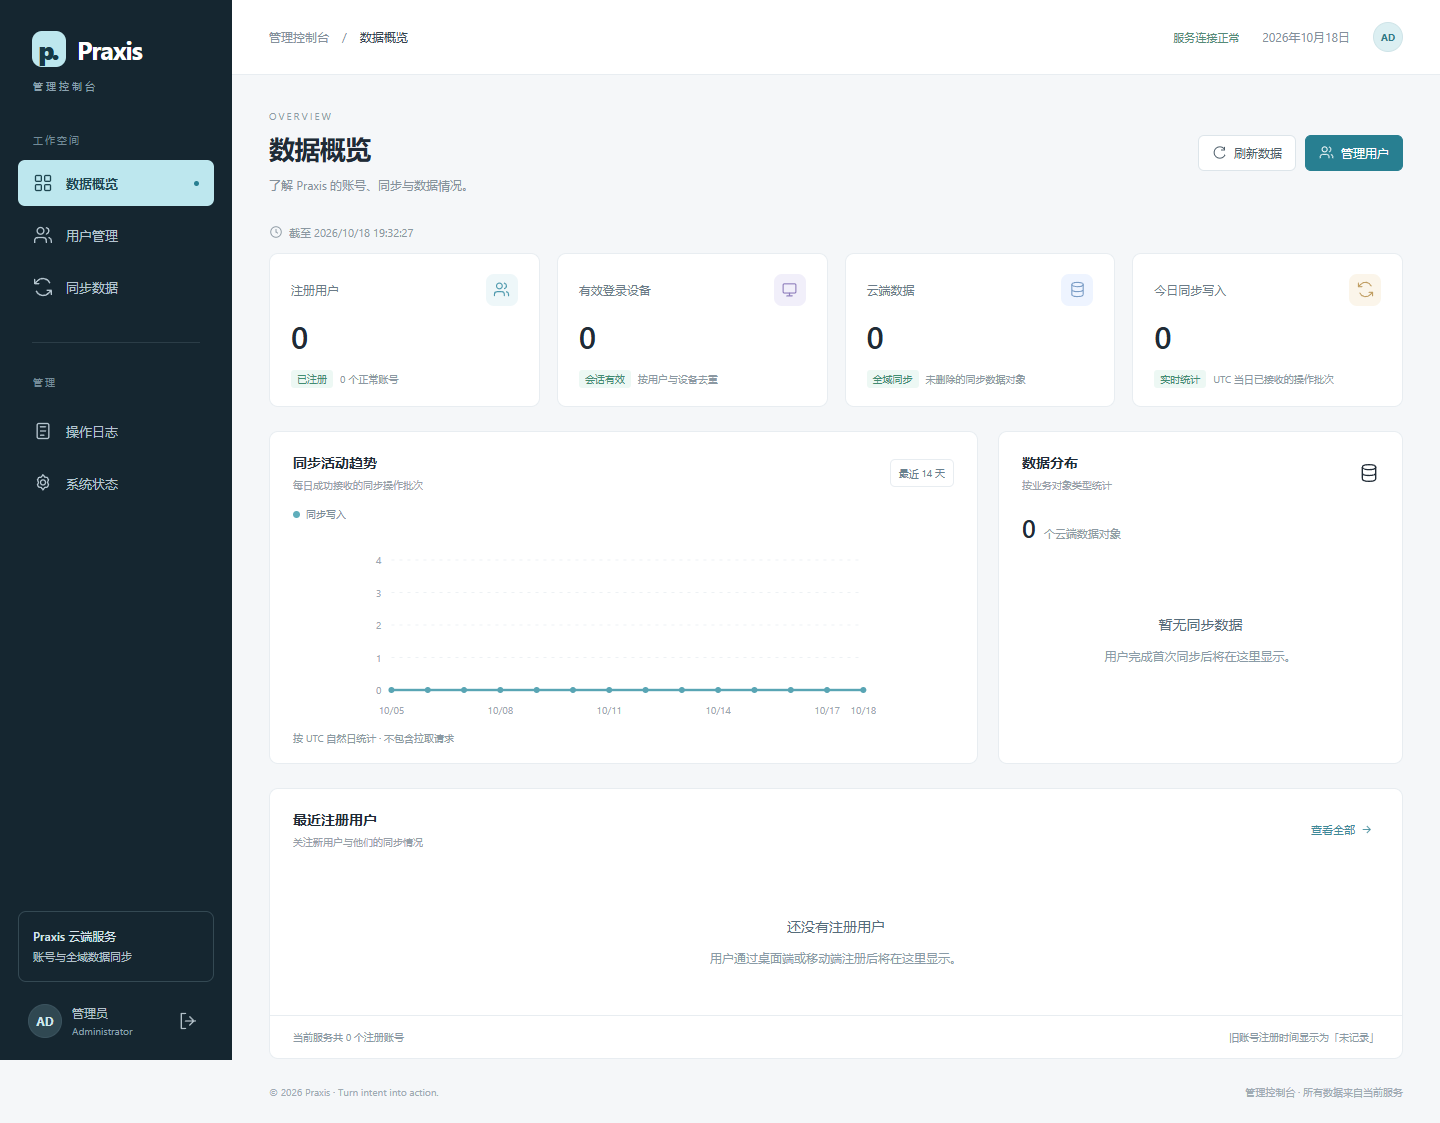 p.
Praxis
管理控制台
工作空间
数据概览
用户管理
同步数据
管理
操作日志
系统状态
Praxis 云端服务
账号与全域数据同步
AD
管理员
Administrator
管理控制台 / 数据概览
服务连接正常
2026年10月18日
AD
OVERVIEW
数据概览
了解 Praxis 的账号、同步与数据情况。
刷新数据
管理用户
截至 2026/10/18 19:32:27
注册用户
0
已注册 0 个正常账号
有效登录设备
0
会话有效 按用户与设备去重
云端数据
0
全域同步 未删除的同步数据对象
今日同步写入
0
实时统计 UTC 当日已接收的操作批次
同步活动趋势
每日成功接收的同步操作批次
最近 14 天
同步写入
4
3
2
1
0
10/05 10/08 10/11 10/14 10/17 10/18
按 UTC 自然日统计 · 不包含拉取请求
数据分布
按业务对象类型统计
0 个云端数据对象
暂无同步数据
用户完成首次同步后将在这里显示。
最近注册用户
关注新用户与他们的同步情况
查看全部 →
还没有注册用户
用户通过桌面端或移动端注册后将在这里显示。
当前服务共 0 个注册账号
旧账号注册时间显示为「未记录」
© 2026 Praxis · Turn intent into action.
管理控制台 · 所有数据来自当前服务